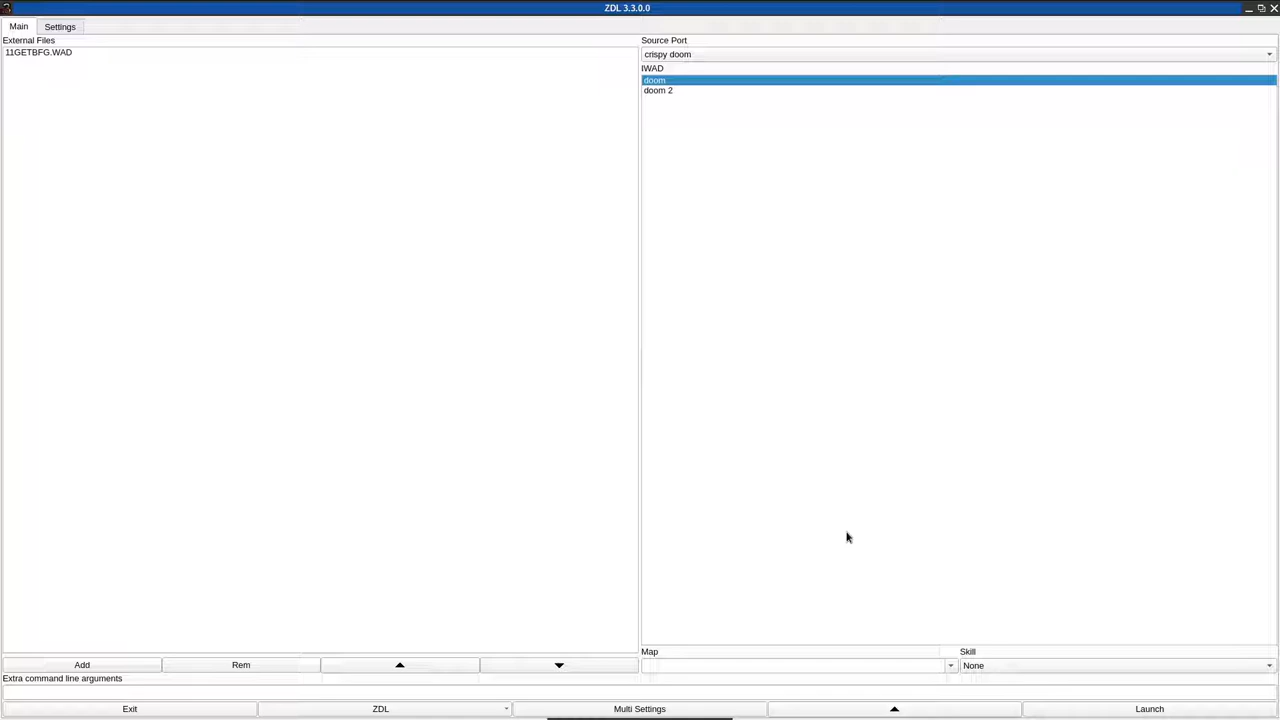 ZDL 3.3.0.0
Main Settings
External Files
11GETBFG.WAD
Source Port
crispy doom
IWAD
doom
doom 2
Map Skill
None
Add Rem
Extra command line arguments
Exit ZDL Multi Settings Launch